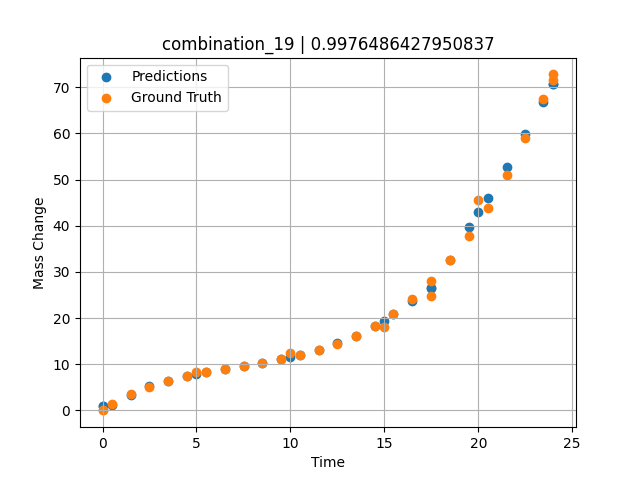 combination_19 | 0.9976486427950837
Predictions
Ground Truth
Mass Change
70
60
50
40
30
20
10
0
0 5 10 15 20 25
Time